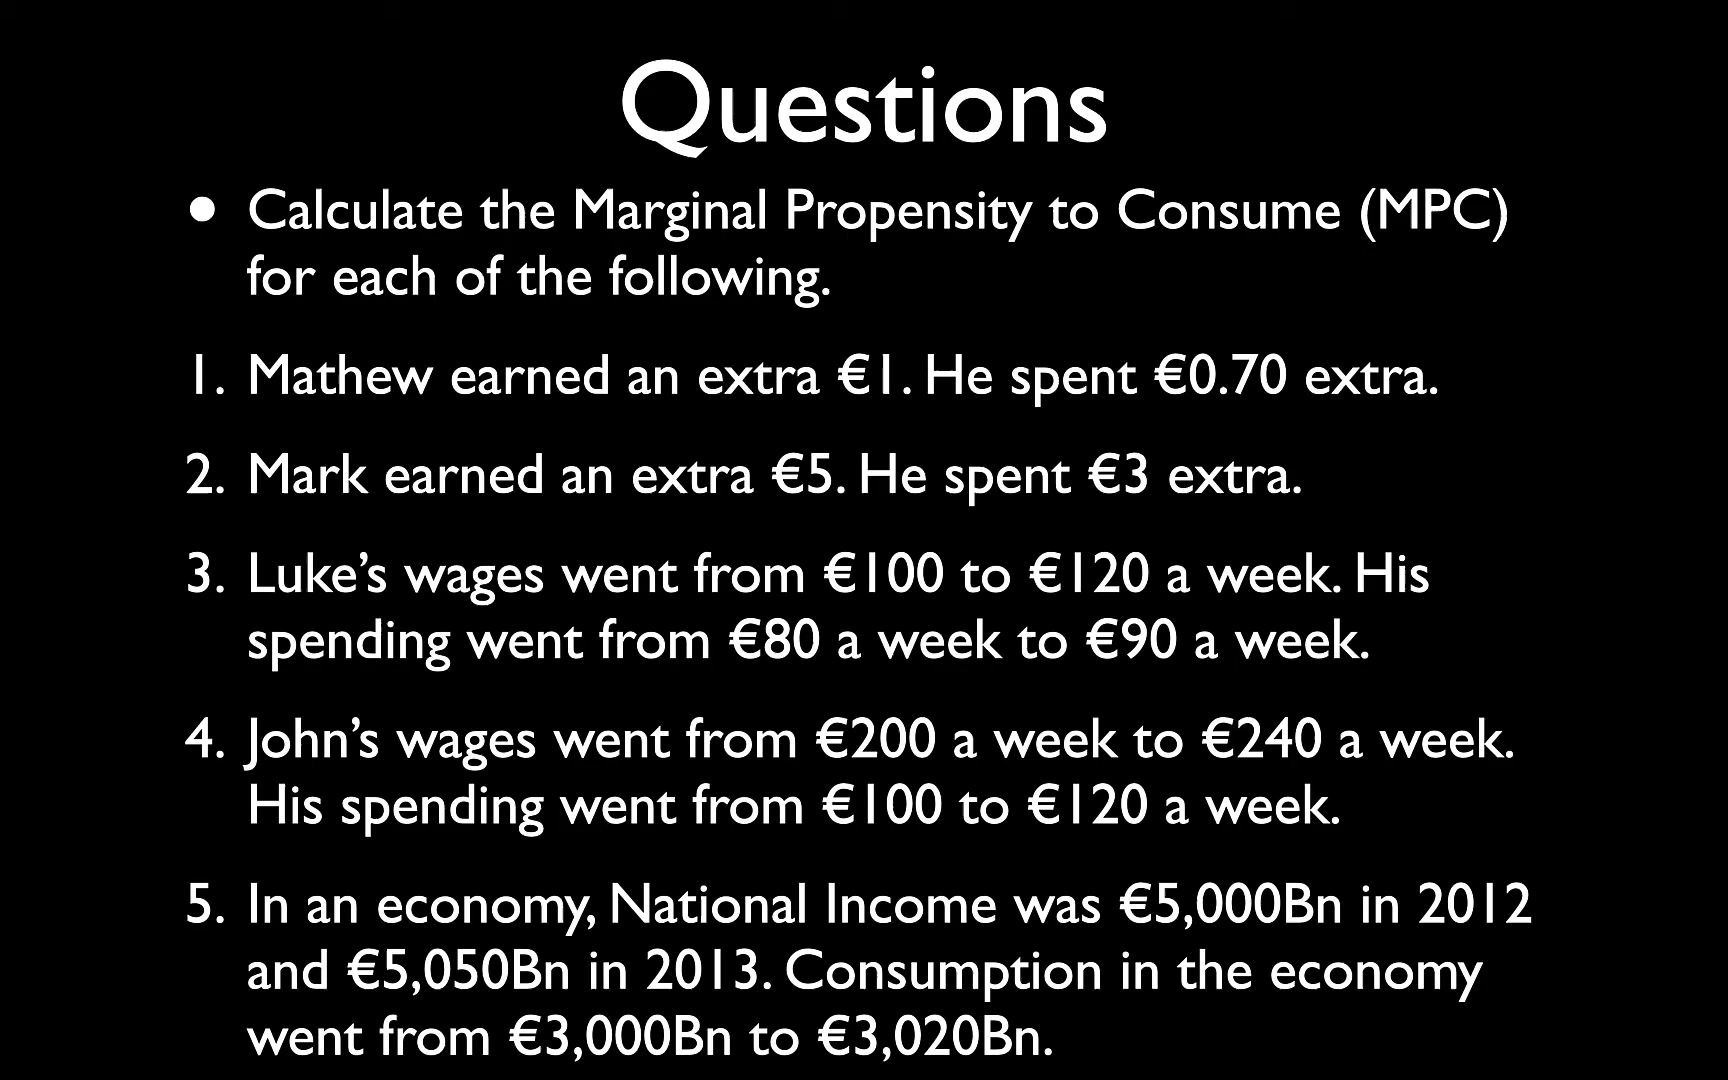 Questions
• Calculate the Marginal Propensity to Consume (MPC)
for each of the following.
1. Mathew earned an extra €1. He spent €0.70 extra.
2. Mark earned an extra €5. He spent €3 extra.
3. Luke’s wages went from €100 to €120 a week. His
spending went from €80 a week to €90 a week.
4. John’s wages went from €200 a week to €240 a week.
His spending went from €100 to €120 a week.
5. In an economy, National Income was €5,000Bn in 2012
and €5,050Bn in 2013. Consumption in the economy
went from €3,000Bn to €3,020Bn.